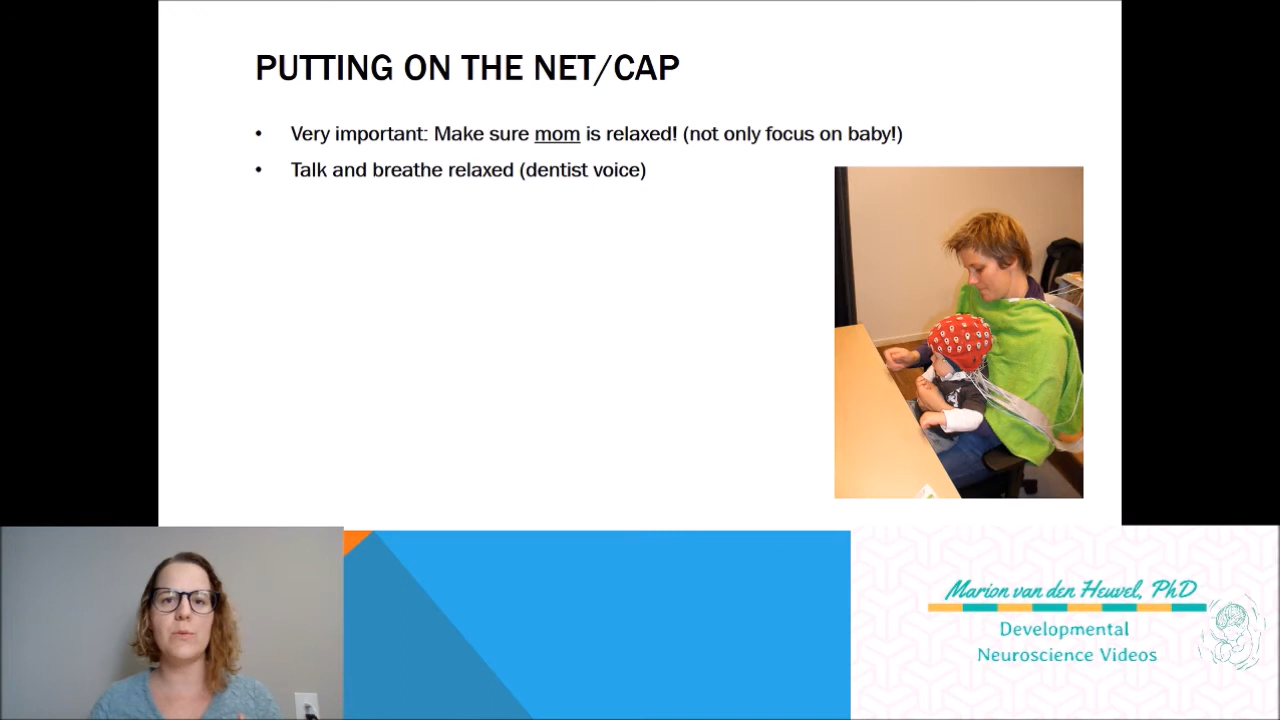 PUTTING ON THE NET/CAP
• Very important: Make sure mom is relaxed! (not only focus on baby!)
• Talk and breathe relaxed (dentist voice)
Marion van den Heuvel, PhD
Developmental
Neuroscience Videos